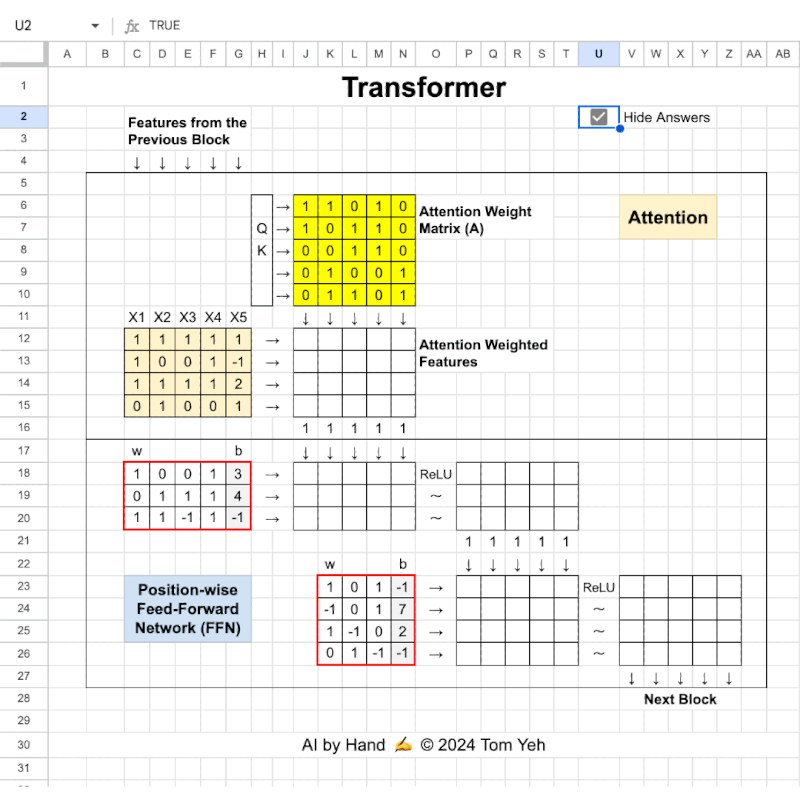 U2 fx TRUE
A B C D E F G H I J K L M N O P Q R S T U V W X Y Z AA AB
1 Transformer
2 Features from the Hide Answers
3 Previous Block
4 ↓ ↓ ↓ ↓ ↓
5
6 → 1 1 0 1 0 Attention Weight
7 Q → 1 0 1 1 0 Matrix (A) Attention
8 K → 0 0 1 1 0
9 → 0 1 0 0 1
10 → 0 1 1 0 1
11 X1 X2 X3 X4 X5 ↓ ↓ ↓ ↓ ↓
12 1 1 1 1 1 → Attention Weighted
13 1 0 0 1 -1 → Features
14 1 1 1 1 2 →
15 0 1 0 0 1 →
16 1 1 1 1 1
17 w b ↓ ↓ ↓ ↓ ↓
18 1 0 0 1 3 → ReLU
19 0 1 1 1 4 → ~
20 1 1 -1 1 -1 → ~
21 1 1 1 1 1
22 w b ↓ ↓ ↓ ↓ ↓
23 Position-wise 1 0 1 -1 → ReLU
24 Feed-Forward -1 0 1 7 → ~
25 Network (FFN) 1 -1 0 2 → ~
26 0 1 -1 -1 → ~
27 ↓ ↓ ↓ ↓ ↓
28 Next Block
29
30 AI by Hand ✍️ © 2024 Tom Yeh
31